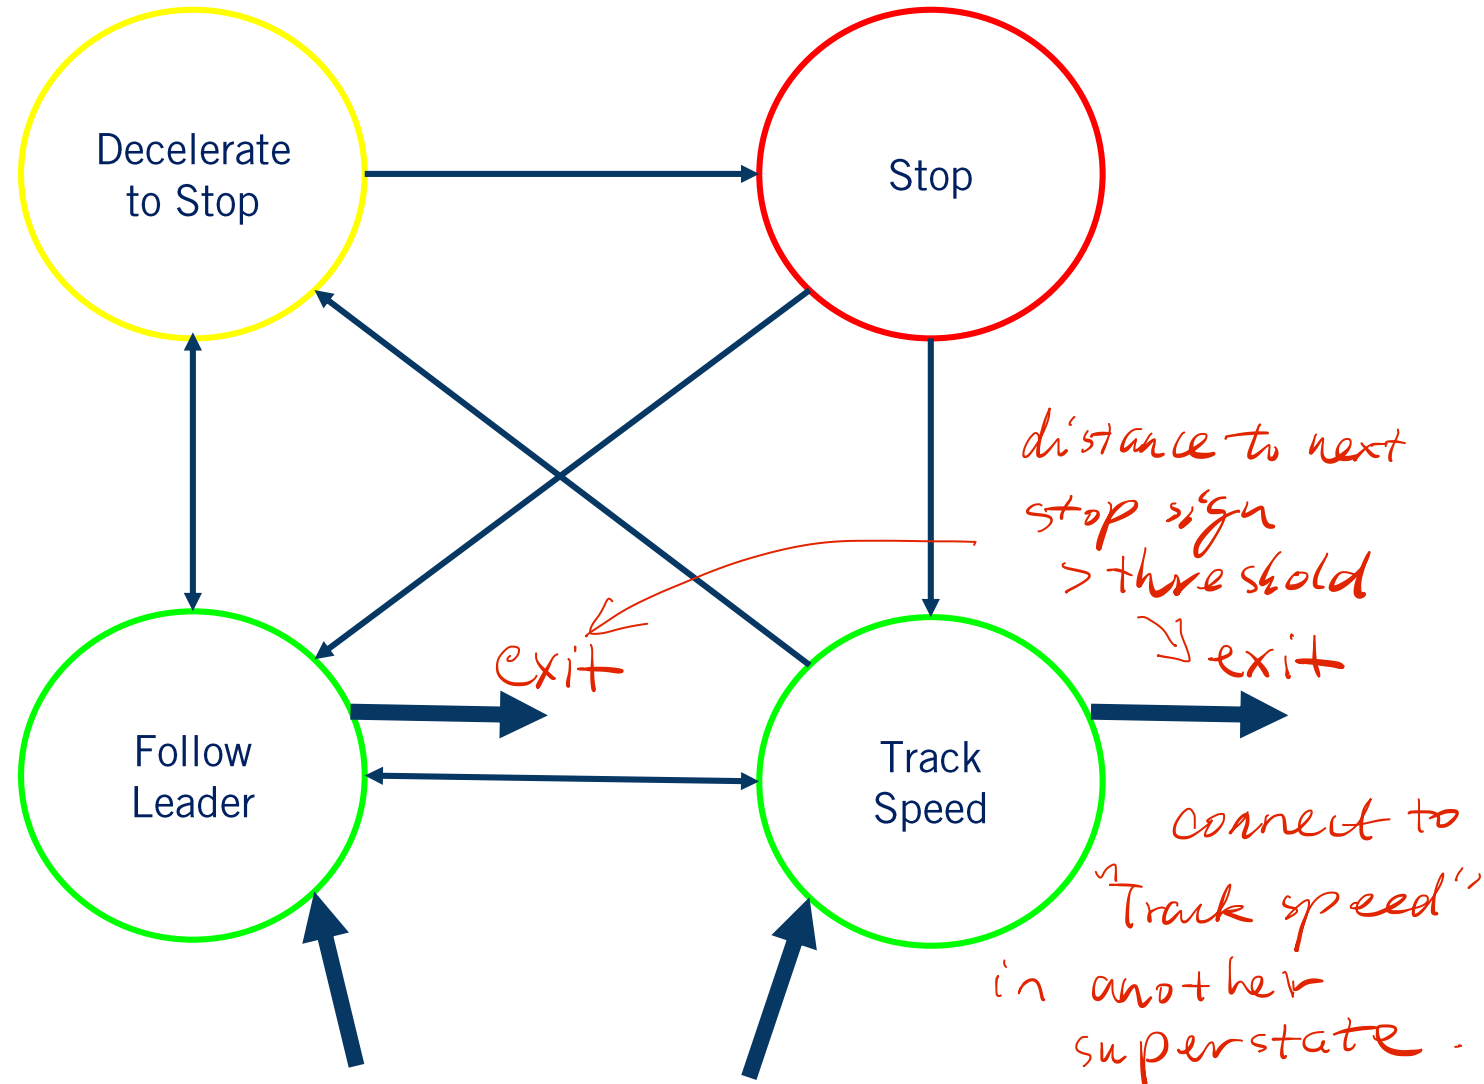 Decelerate
to Stop
Stop
distance to next
stop sign
> threshold
exit
exit
Follow
Leader
Track
Speed
connect to
"Track speed"
in another
superstate.